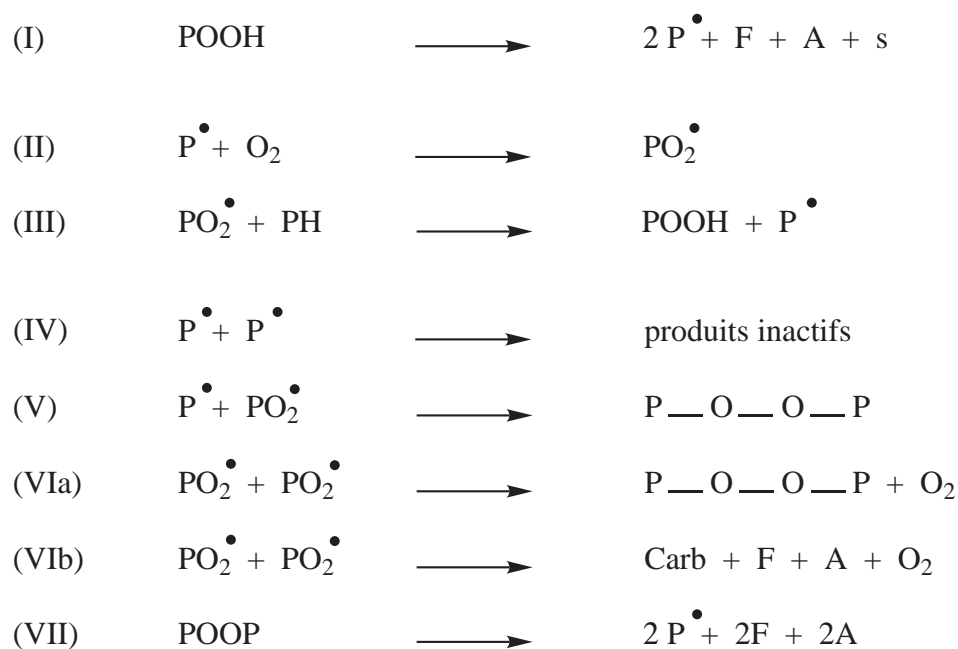 (I) POOH ⟶ 2 P• + F + A + s
(II) P• + O₂ ⟶ PO₂•
(III) PO₂• + PH ⟶ POOH + P•
(IV) P• + P• ⟶ produits inactifs
(V) P• + PO₂• ⟶ P — O — O — P
(VIa) PO₂• + PO₂• ⟶ P — O — O — P + O₂
(VIb) PO₂• + PO₂• ⟶ Carb + F + A + O₂
(VII) POOP ⟶ 2 P• + 2F + 2A